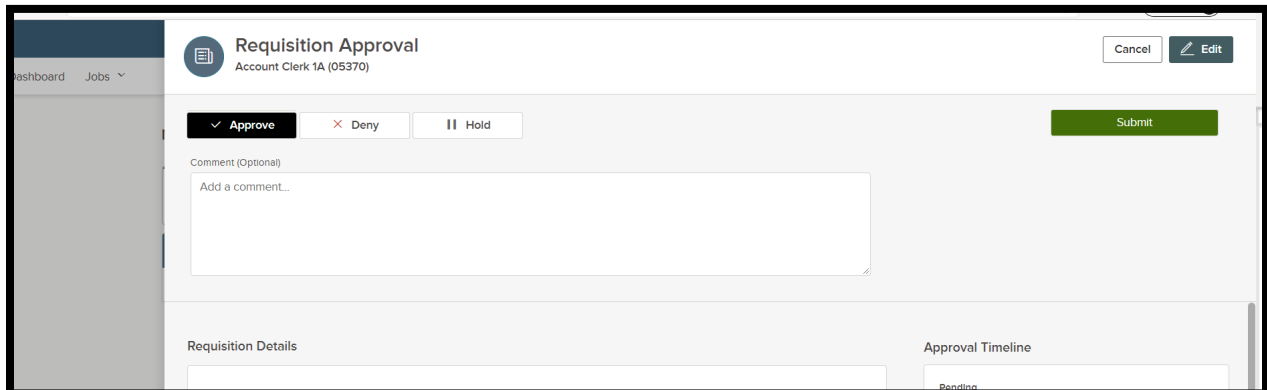 Requisition Approval
Account Clerk 1A (05370)
Cancel
Edit
Dashboard Jobs
Approve
Deny
Hold
Submit
Comment (Optional)
Add a comment...
Requisition Details
Approval Timeline
Pending